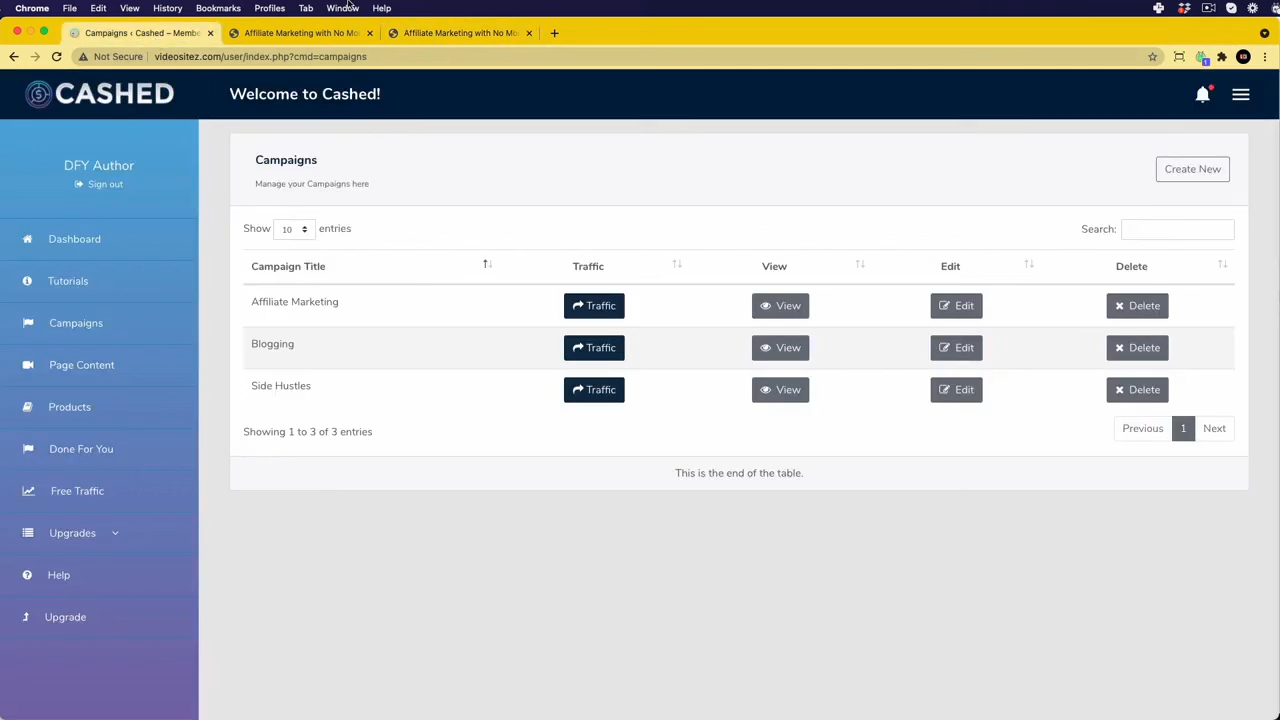 Chrome File Edit View History Bookmarks Profiles Tab Window Help
Campaigns ‹ Cashed – Membe Affiliate Marketing with No Mo Affiliate Marketing with No Mo
Not Secure videositez.com/user/index.php?cmd=campaigns
CASHED Welcome to Cashed!
DFY Author
Sign out
Dashboard
Tutorials
Campaigns
Page Content
Products
Done For You
Free Traffic
Upgrades
Help
Upgrade
Campaigns
Manage your Campaigns here
Create New
Show 10 entries Search:
Campaign Title Traffic View Edit Delete
Affiliate Marketing Traffic View Edit Delete
Blogging Traffic View Edit Delete
Side Hustles Traffic View Edit Delete
Showing 1 to 3 of 3 entries Previous 1 Next
This is the end of the table.